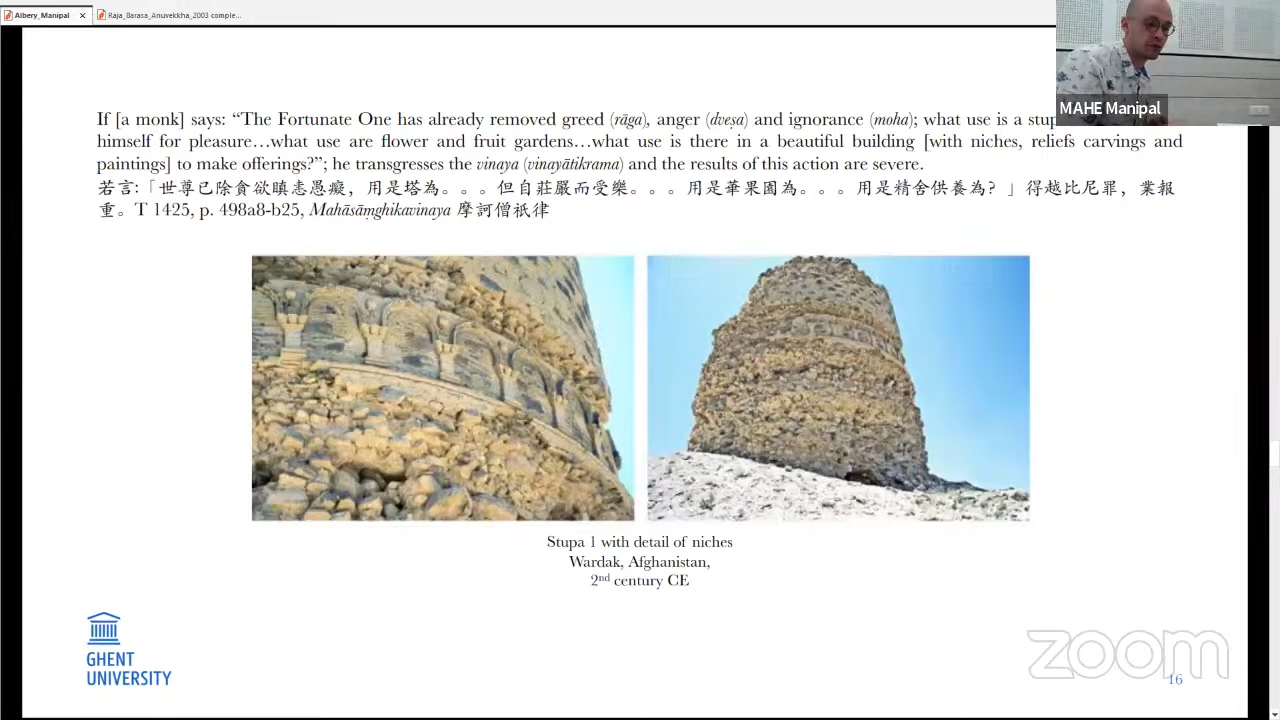 Albery_Manipal
Raja_Barasa_Anuvekkha_2003 comple...
MAHE Manipal
If [a monk] says: “The Fortunate One has already removed greed (rāga), anger (dveṣa) and ignorance (moha); what use is a
himself for pleasure…what use are flower and fruit gardens…what use is there in a beautiful building [with niches, reliefs carvings and
paintings] to make offerings?”; he transgresses the vinaya (vinayātikrama) and the results of this action are severe.
若言:「世尊已除貪欲瞋恚愚癡，用是塔為。。。但自莊嚴而受樂。。。用是華果園為。。。用是精舍供養為? 」得越比尼罪，業報
重。T 1425, p. 498a8-b25, Mahāsāṃghikavinaya 摩訶僧祇律
Stupa 1 with detail of niches
Wardak, Afghanistan,
2nd century CE
GHENT
UNIVERSITY
zoom
16